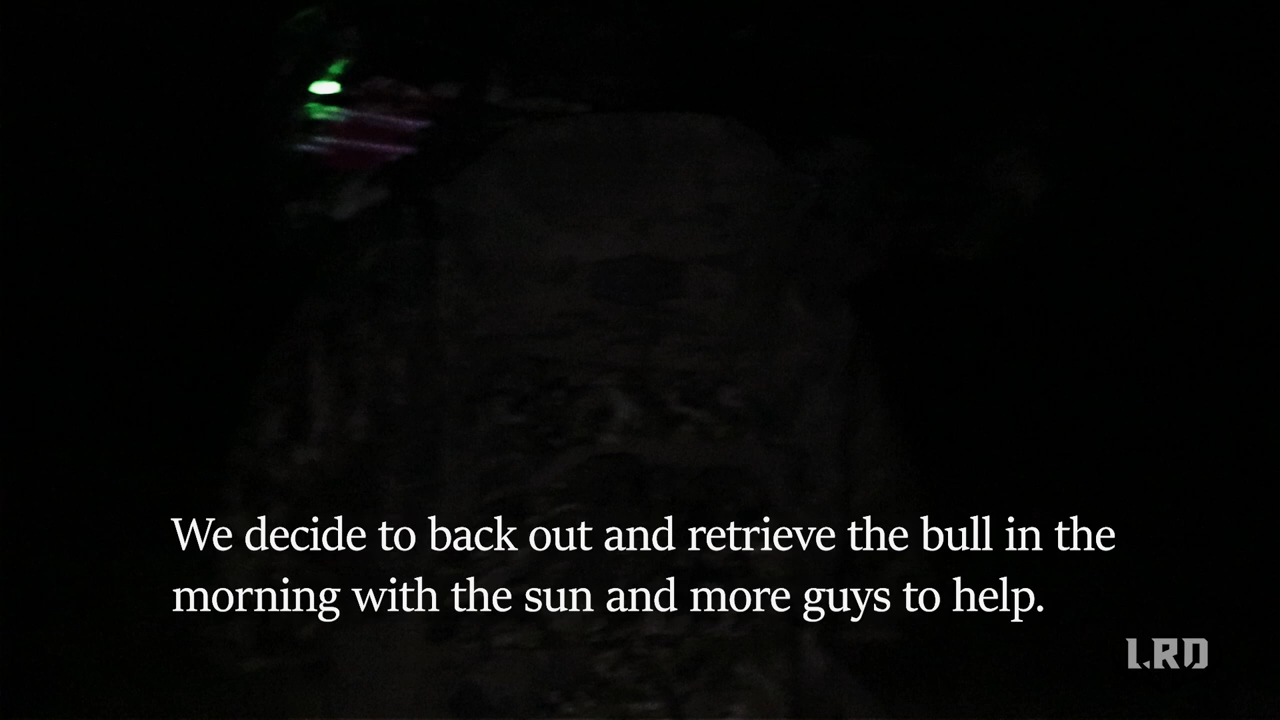 We decide to back out and retrieve the bull in the
morning with the sun and more guys to help.
LRD